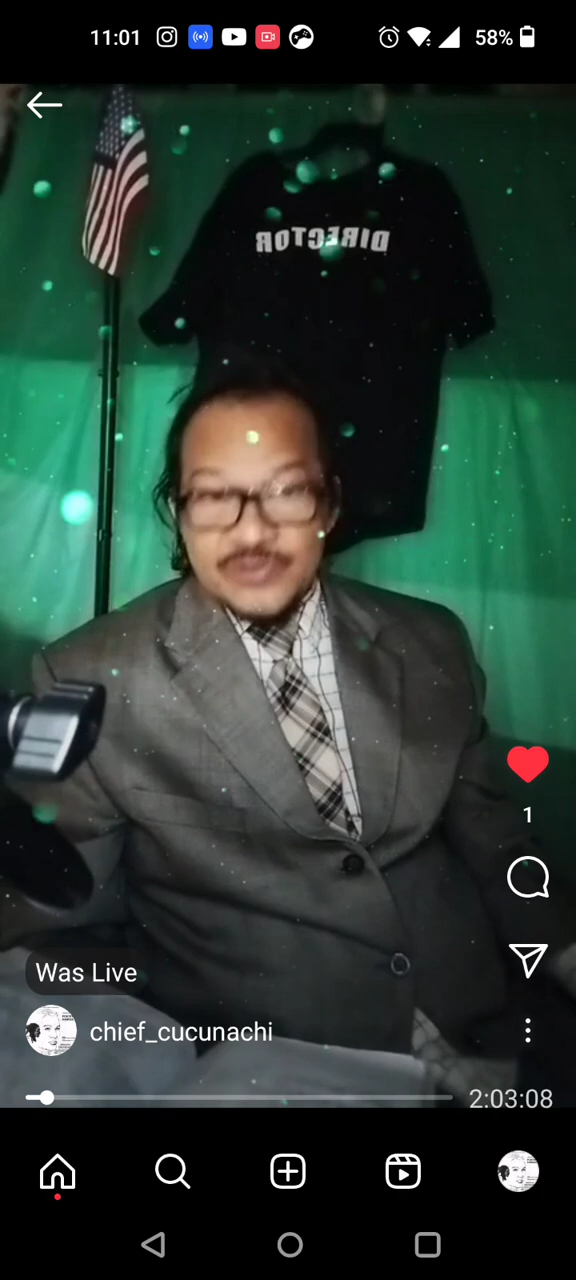 11:01
58%
DIRECTOR
Was Live
1
chief_cucunachi
2:03:08